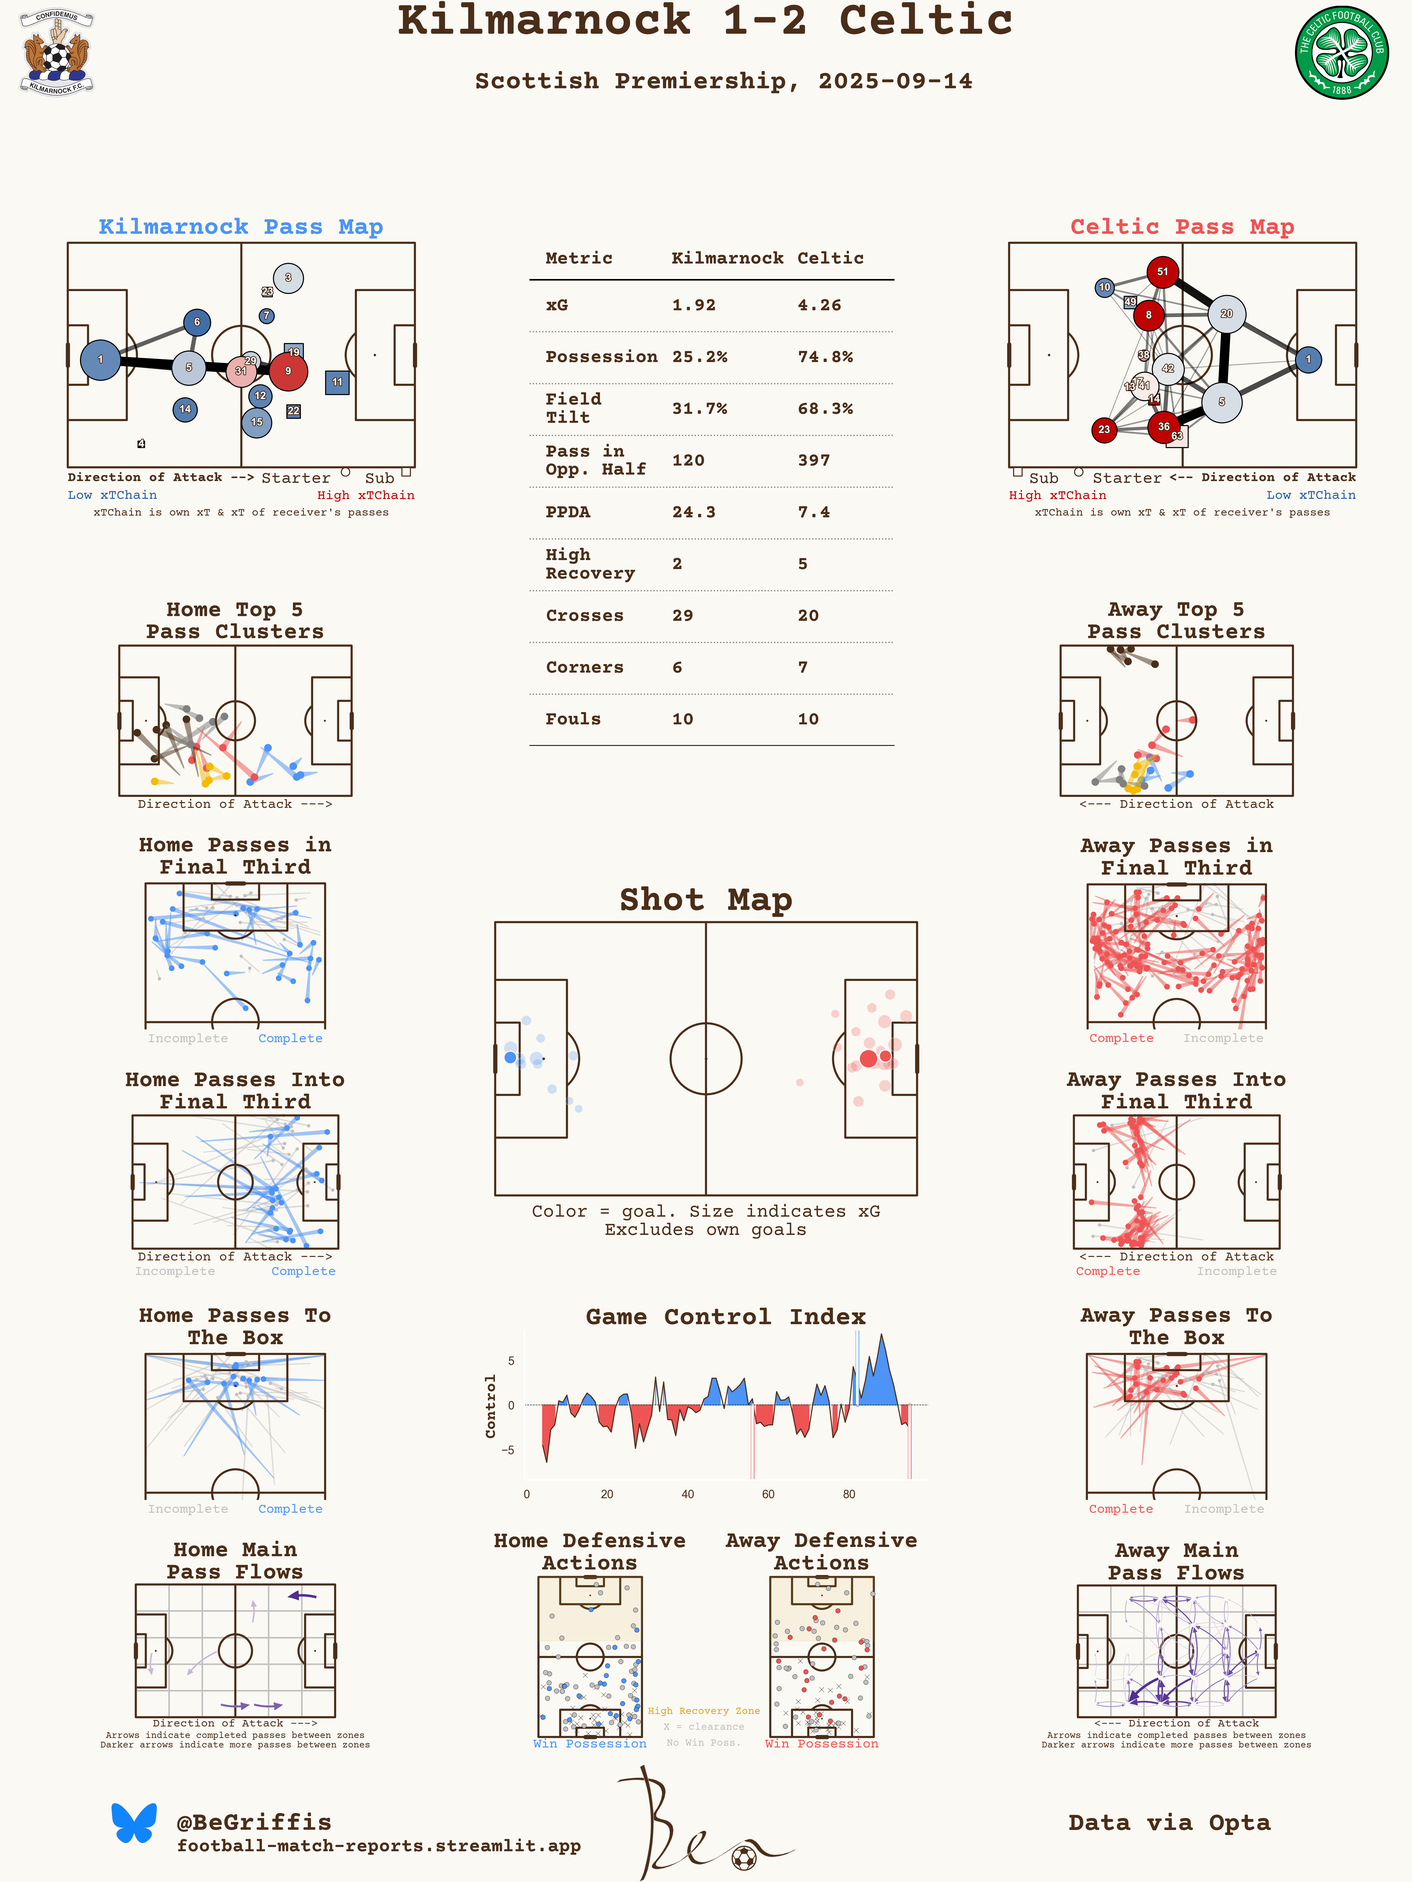 Kilmarnock 1-2 Celtic
Scottish Premiership, 2025-09-14
CONFIDEMUS
KILMARNOCK F.C.
THE CELTIC FOOTBALL CLUB
1888
Kilmarnock Pass Map
3
23
7
6
1
5
29
19
31
9
11
12
14
22
15
4
Direction of Attack --> Starter Sub
Low xTChain High xTChain
xTChain is own xT & xT of receiver's passes
Metric Kilmarnock Celtic
xG 1.92 4.26
Possession 25.2% 74.8%
Field
Tilt 31.7% 68.3%
Pass in
Opp. Half 120 397
PPDA 24.3 7.4
High
Recovery 2 5
Crosses 29 20
Corners 6 7
Fouls 10 10
Celtic Pass Map
51
10
49
8
20
38
1
42
13
41
14
5
23
36
63
Sub Starter <-- Direction of Attack
High xTChain Low xTChain
xTChain is own xT & xT of receiver's passes
Home Top 5
Pass Clusters
Direction of Attack --->
Away Top 5
Pass Clusters
<--- Direction of Attack
Home Passes in
Final Third
Incomplete Complete
Away Passes in
Final Third
Complete Incomplete
Shot Map
Color = goal. Size indicates xG
Excludes own goals
Home Passes Into
Final Third
Direction of Attack --->
Incomplete Complete
Away Passes Into
Final Third
<--- Direction of Attack
Complete Incomplete
Home Passes To
The Box
Incomplete Complete
Game Control Index
Control
5
0
−5
0 20 40 60 80
Away Passes To
The Box
Complete Incomplete
Home Main
Pass Flows
Direction of Attack --->
Arrows indicate completed passes between zones
Darker arrows indicate more passes between zones
Home Defensive
Actions
Win Possession
Away Defensive
Actions
Win Possession
High Recovery Zone
X = clearance
No Win Poss.
Away Main
Pass Flows
<--- Direction of Attack
Arrows indicate completed passes between zones
Darker arrows indicate more passes between zones
@BeGriffis
football-match-reports.streamlit.app
Ben
Data via Opta